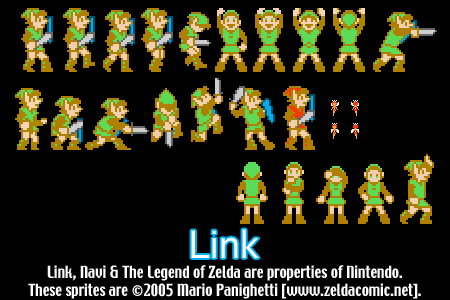 Link
Link, Navi & The Legend of Zelda are properties of Nintendo.
These sprites are ©2005 Mario Panighetti [www.zeldacomic.net].